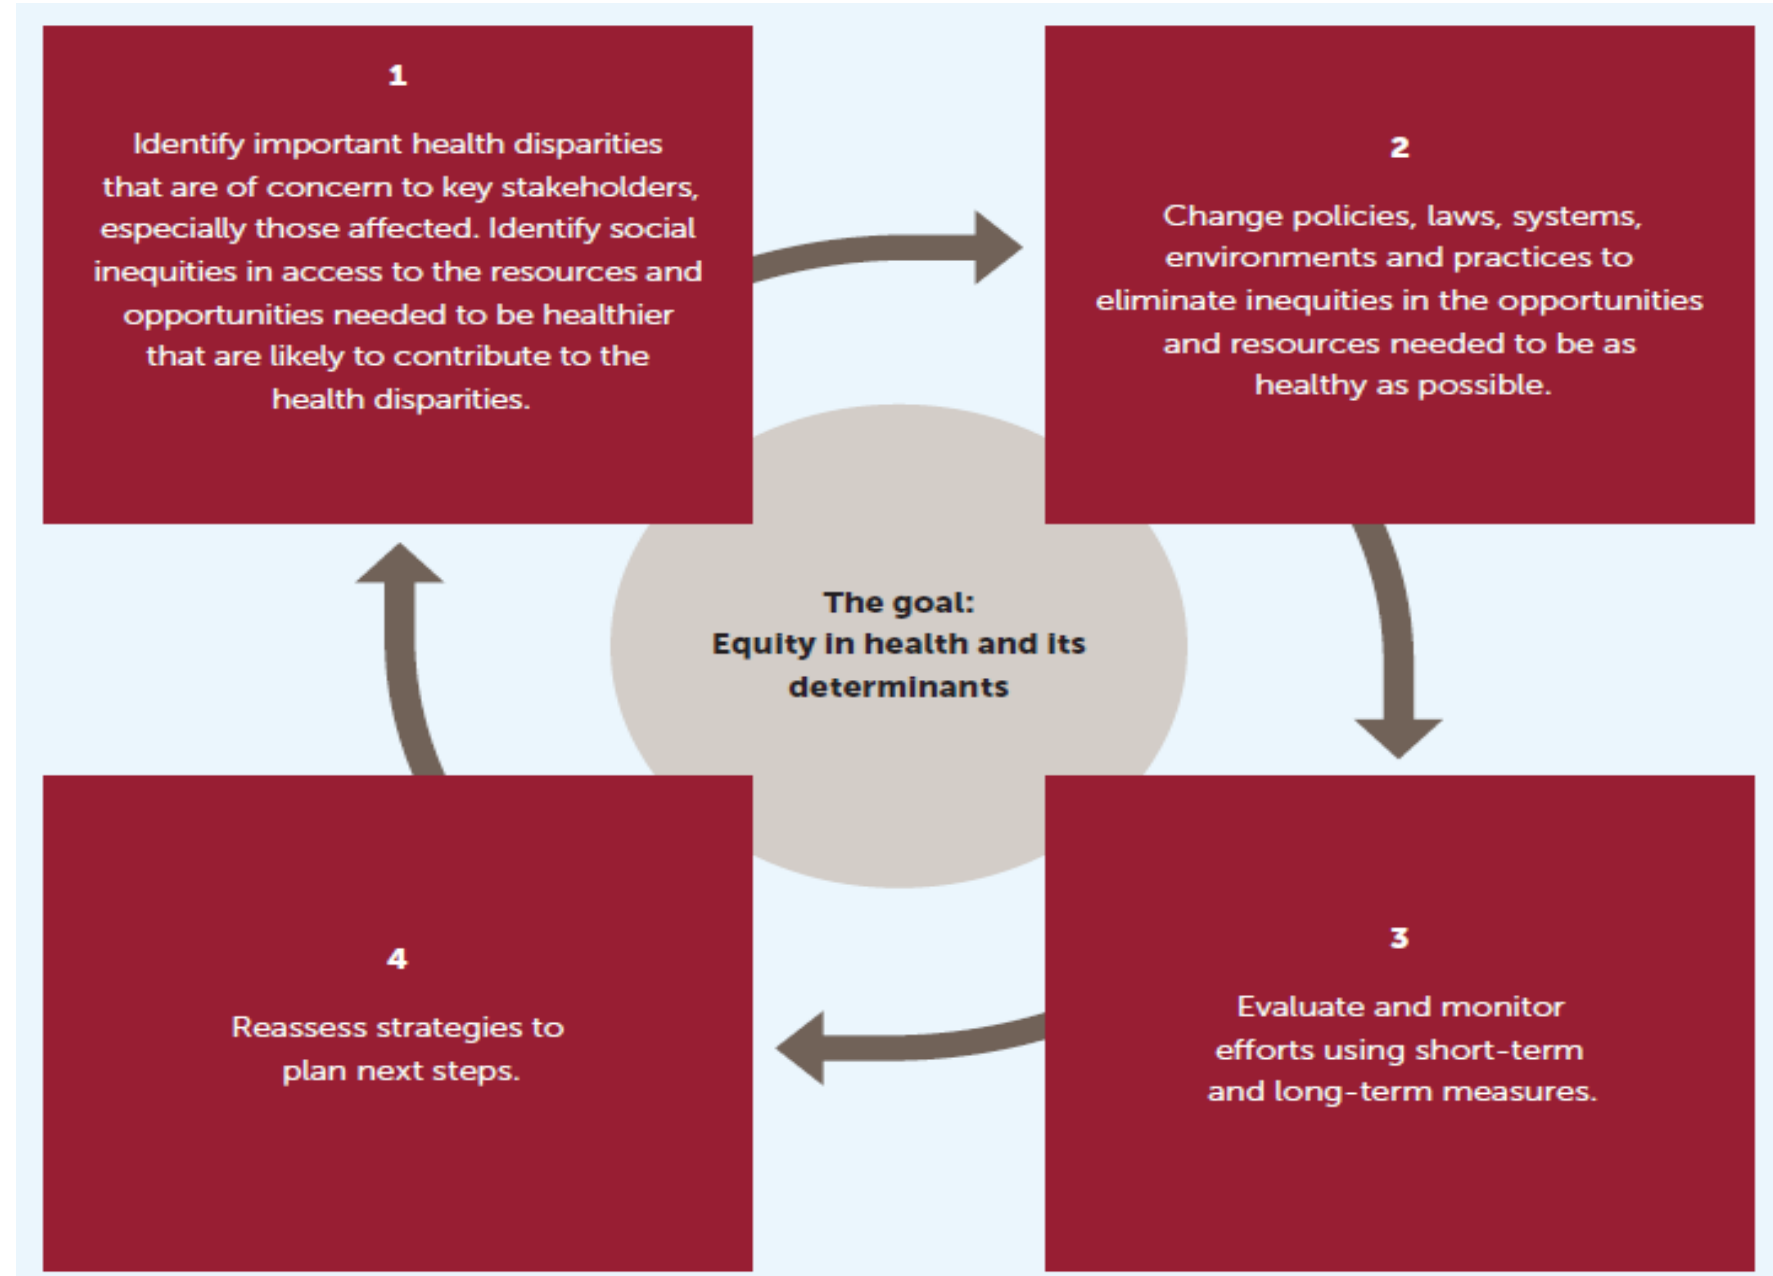 1
Identify important health disparities
that are of concern to key stakeholders,
especially those affected. Identify social
inequities in access to the resources and
opportunities needed to be healthier
that are likely to contribute to the
health disparities.
2
Change policies, laws, systems,
environments and practices to
eliminate inequities in the opportunities
and resources needed to be as
healthy as possible.
The goal:
Equity in health and its
determinants
3
Evaluate and monitor
efforts using short-term
and long-term measures.
4
Reassess strategies to
plan next steps.